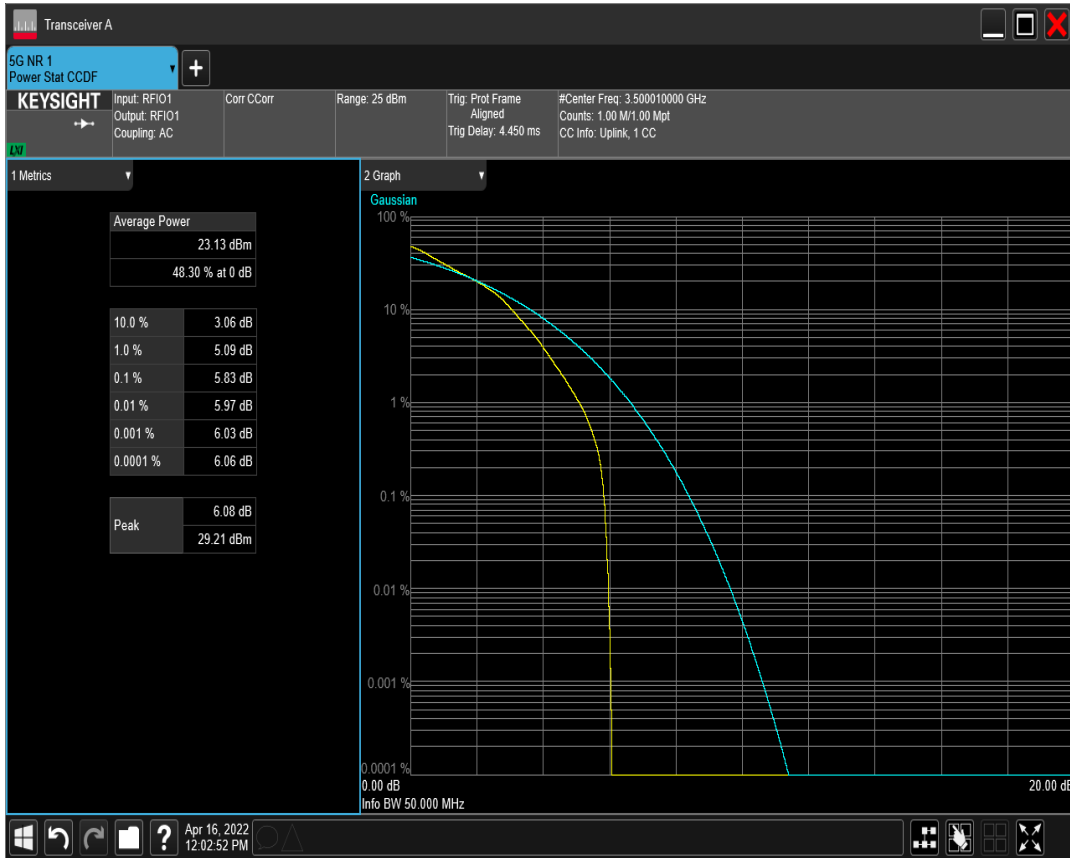 Transceiver A
5G NR 1
Power Stat CCDF
KEYSIGHT
LXI
Input: RFIO1
Output: RFIO1
Coupling: AC
Corr CCorr
Range: 25 dBm
Trig: Prot Frame
Aligned
Trig Delay: 4.450 ms
#Center Freq: 3.500010000 GHz
Counts: 1.00 M/1.00 Mpt
CC Info: Uplink, 1 CC
1 Metrics
Average Power
23.13 dBm
48.30 % at 0 dB
10.0 % 3.06 dB
1.0 % 5.09 dB
0.1 % 5.83 dB
0.01 % 5.97 dB
0.001 % 6.03 dB
0.0001 % 6.06 dB
Peak
6.08 dB
29.21 dBm
2 Graph
Gaussian
100 %
10 %
1 %
0.1 %
0.01 %
0.001 %
0.0001 %
0.00 dB
20.00 dB
Info BW 50.000 MHz
?
Apr 16, 2022
12:02:52 PM